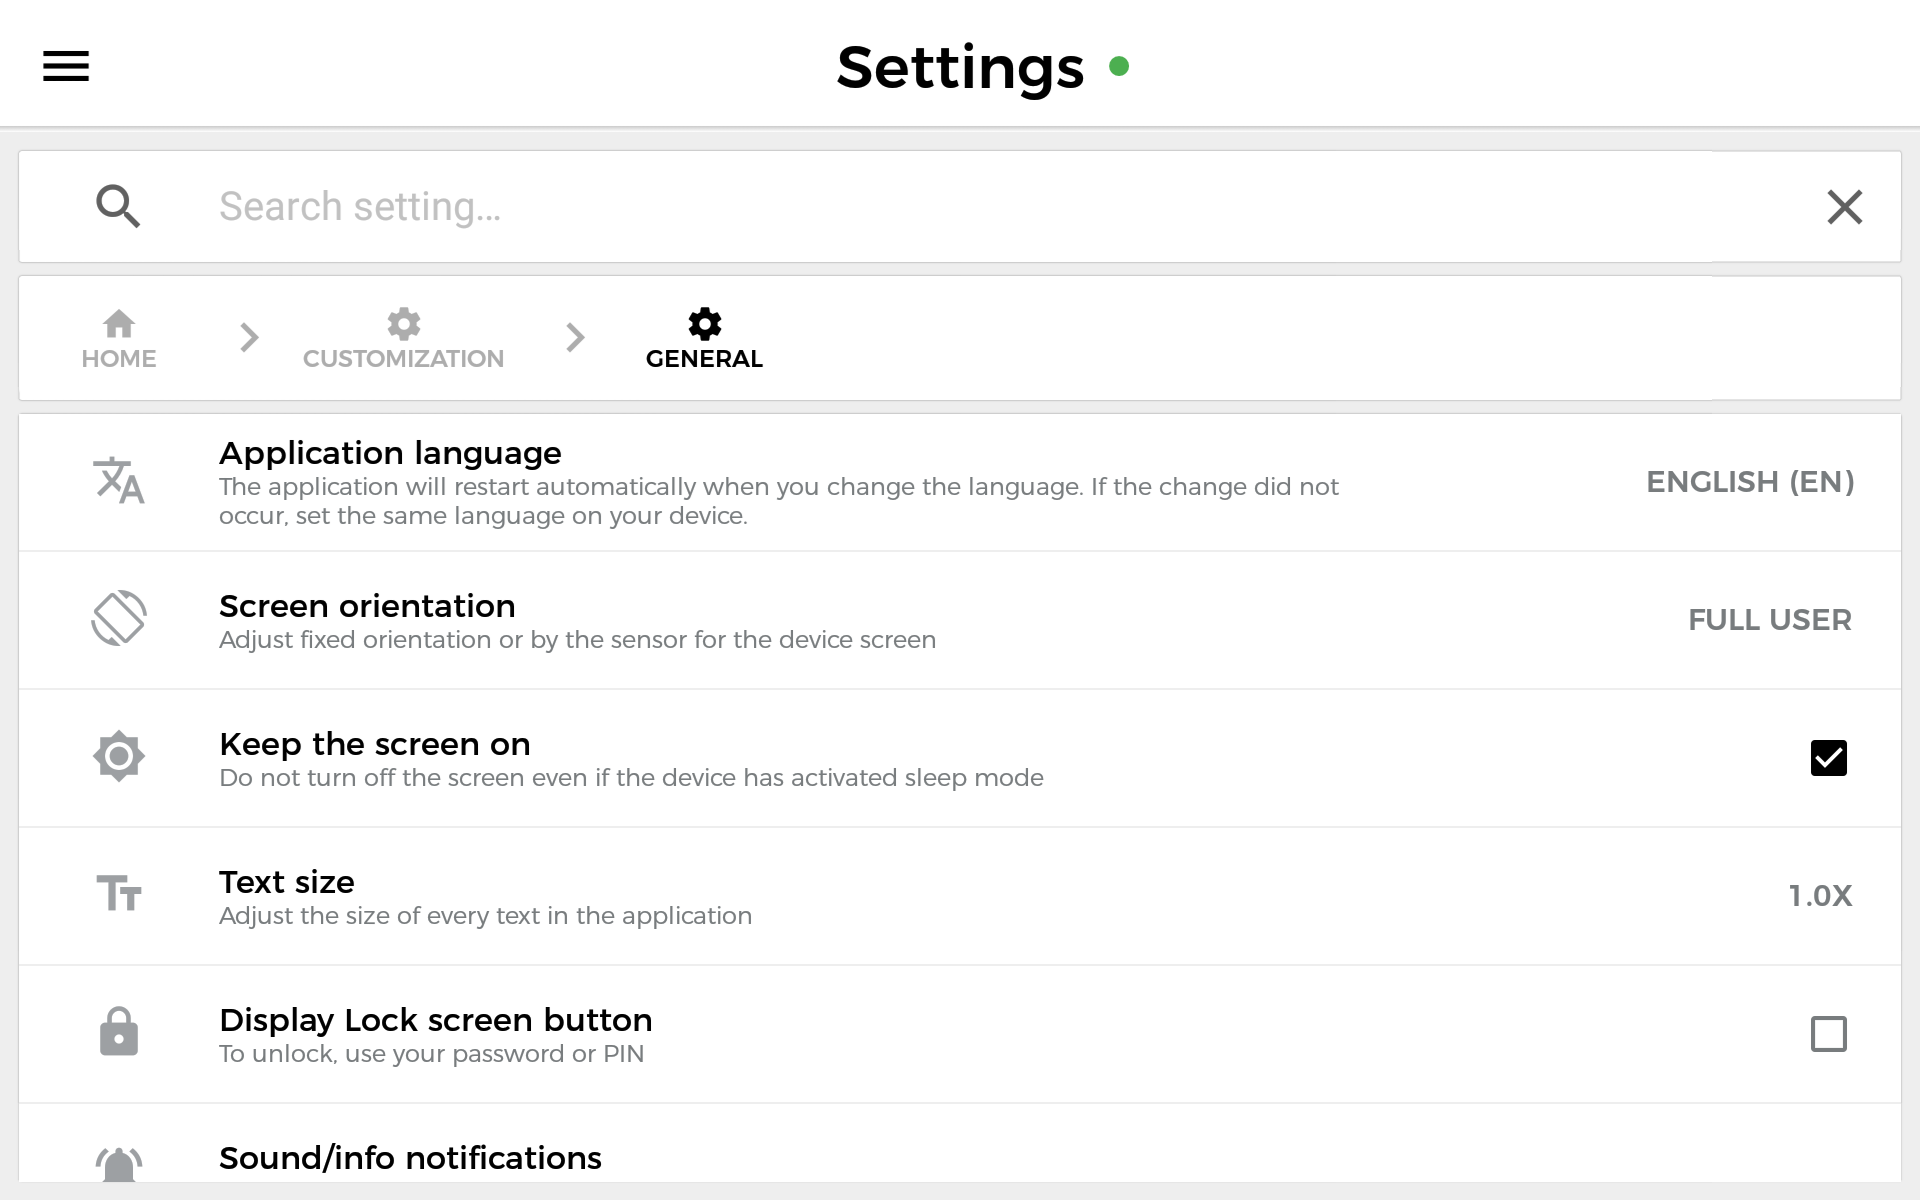 Settings
Search setting...
HOME
CUSTOMIZATION
GENERAL
Application language
The application will restart automatically when you change the language. If the change did not
occur, set the same language on your device.
ENGLISH (EN)
Screen orientation
Adjust fixed orientation or by the sensor for the device screen
FULL USER
Keep the screen on
Do not turn off the screen even if the device has activated sleep mode
Text size
Adjust the size of every text in the application
1.0X
Display Lock screen button
To unlock, use your password or PIN
Sound/info notifications